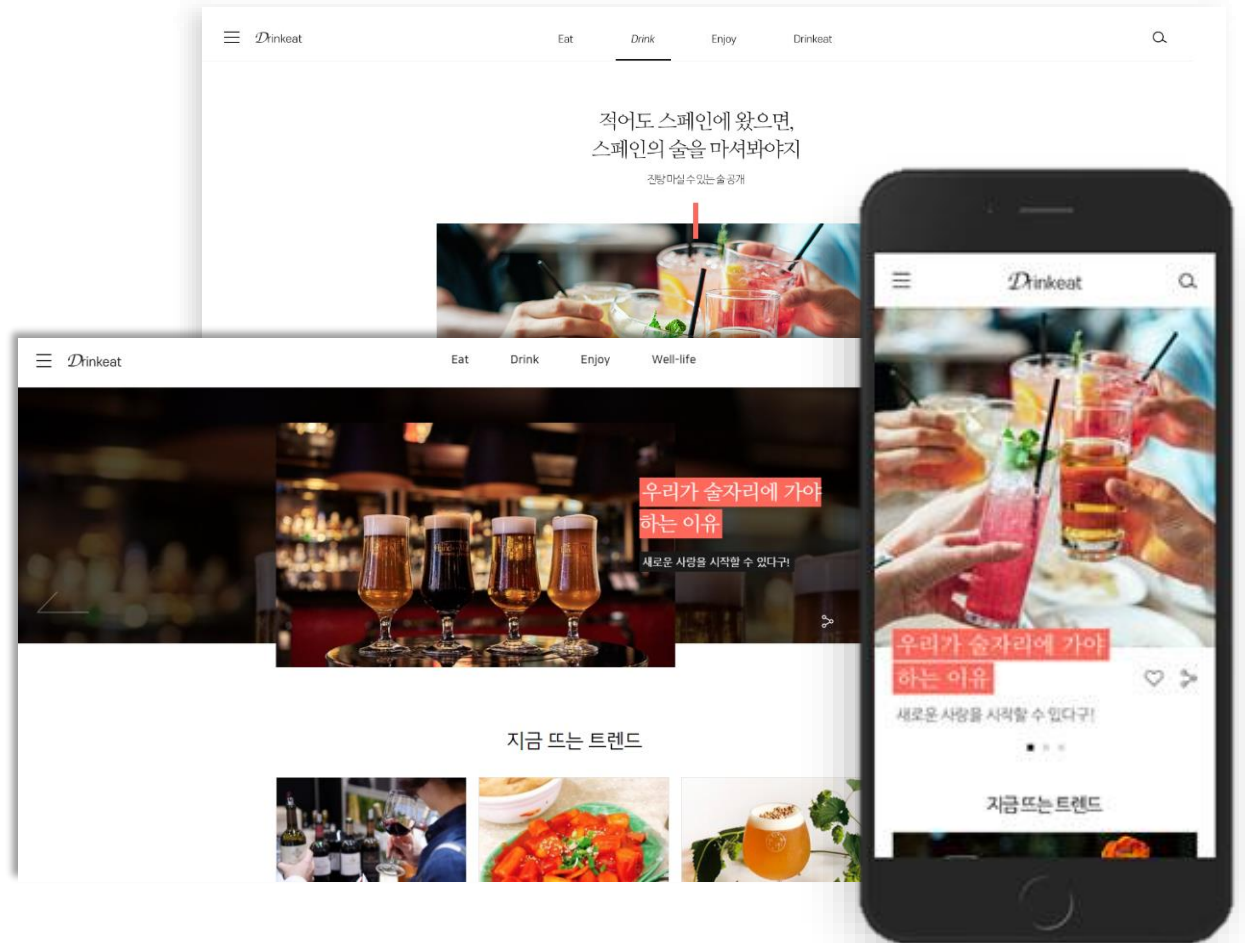 Drinkeat
Eat
Drink
Enjoy
Drinkeat
적어도 스페인에 왔으면,
스페인의 술을 마셔봐야지
진탕 마실 수 있는 술 공개
Drinkeat
Eat
Drink
Enjoy
Well-life
우리가 술자리에 가야
하는 이유
새로운 사랑을 시작할 수 있다구!
지금 뜨는 트렌드
Drinkeat
우리가 술자리에 가야
하는 이유
새로운 사랑을 시작할 수 있다구!
지금 뜨는 트렌드